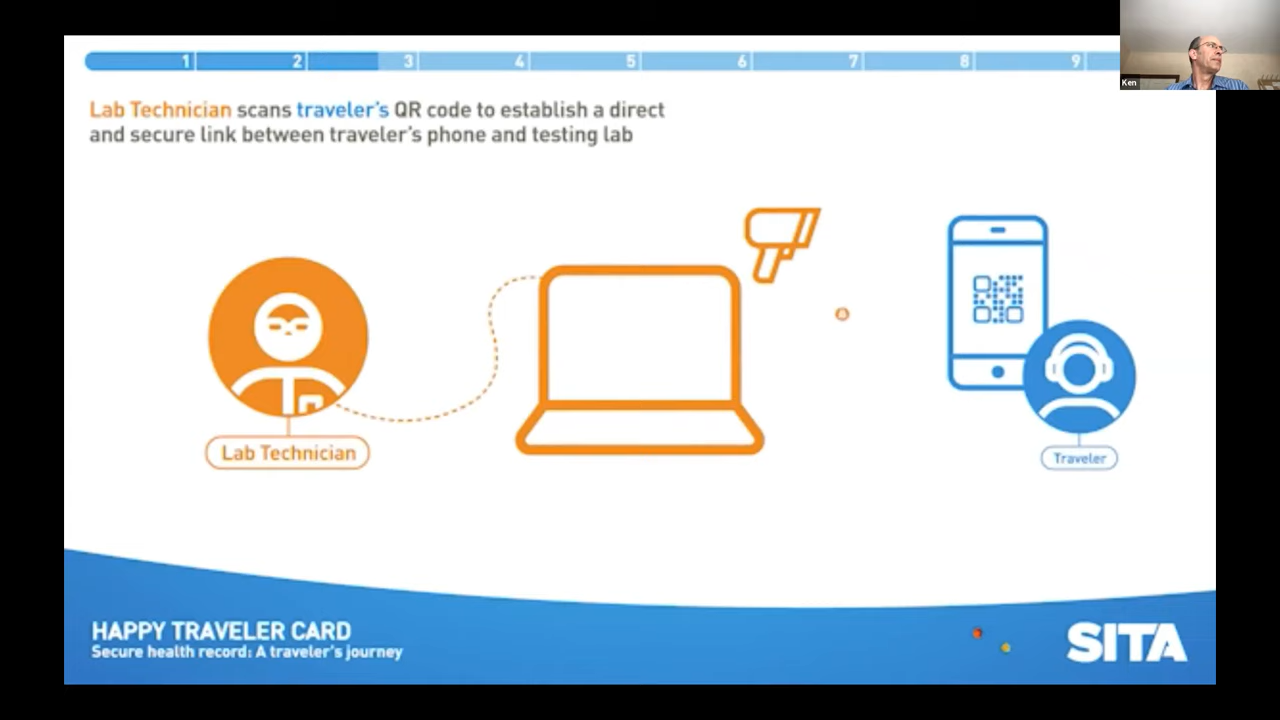 1 2 3 4 5 6 7 8 9
Ken
Lab Technician scans traveler's QR code to establish a direct
and secure link between traveler's phone and testing lab
Lab Technician
Traveler
HAPPY TRAVELER CARD
Secure health record: A traveler's journey
SITA